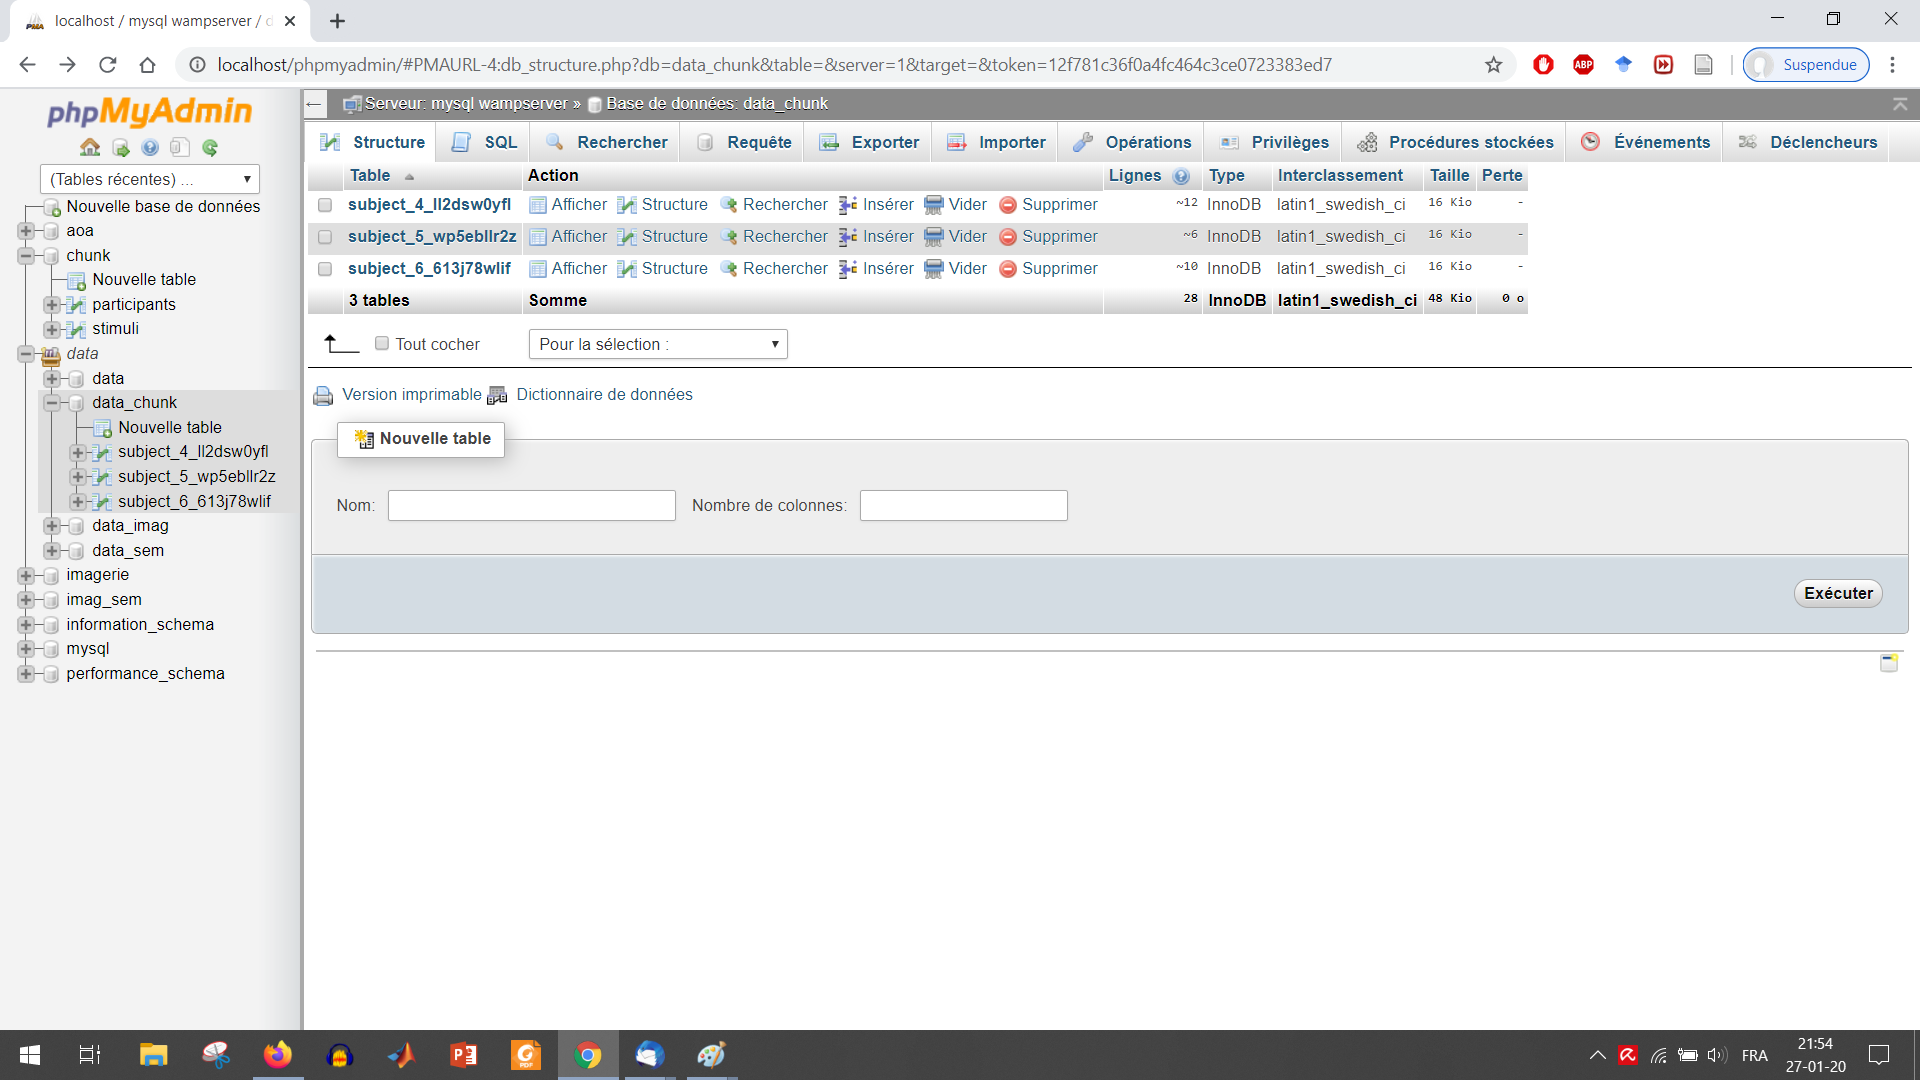 localhost / mysql wampserver / d
localhost/phpmyadmin/#PMAURL-4:db_structure.php?db=data_chunk&table=&server=1&target=&token=12f781c36f0a4fc464c3ce0723383ed7
ABP
Suspendue
phpMyAdmin
(Tables récentes) ...
Nouvelle base de données
aoa
chunk
Nouvelle table
participants
stimuli
data
data
data_chunk
Nouvelle table
subject_4_ll2dsw0yfl
subject_5_wp5ebllr2z
subject_6_613j78wlif
data_imag
data_sem
imagerie
imag_sem
information_schema
mysql
performance_schema
Serveur: mysql wampserver » Base de données: data_chunk
Structure SQL Rechercher Requête Exporter Importer Opérations Privilèges Procédures stockées Événements Déclencheurs
Table Action Lignes Type Interclassement Taille Perte
subject_4_ll2dsw0yfl Afficher Structure Rechercher Insérer Vider Supprimer ~12 InnoDB latin1_swedish_ci 16 Kio -
subject_5_wp5ebllr2z Afficher Structure Rechercher Insérer Vider Supprimer ~6 InnoDB latin1_swedish_ci 16 Kio -
subject_6_613j78wlif Afficher Structure Rechercher Insérer Vider Supprimer ~10 InnoDB latin1_swedish_ci 16 Kio -
3 tables Somme 28 InnoDB latin1_swedish_ci 48 Kio 0 o
Tout cocher Pour la sélection :
Version imprimable Dictionnaire de données
Nouvelle table
Nom: Nombre de colonnes:
Exécuter
FRA
21:54
27-01-20